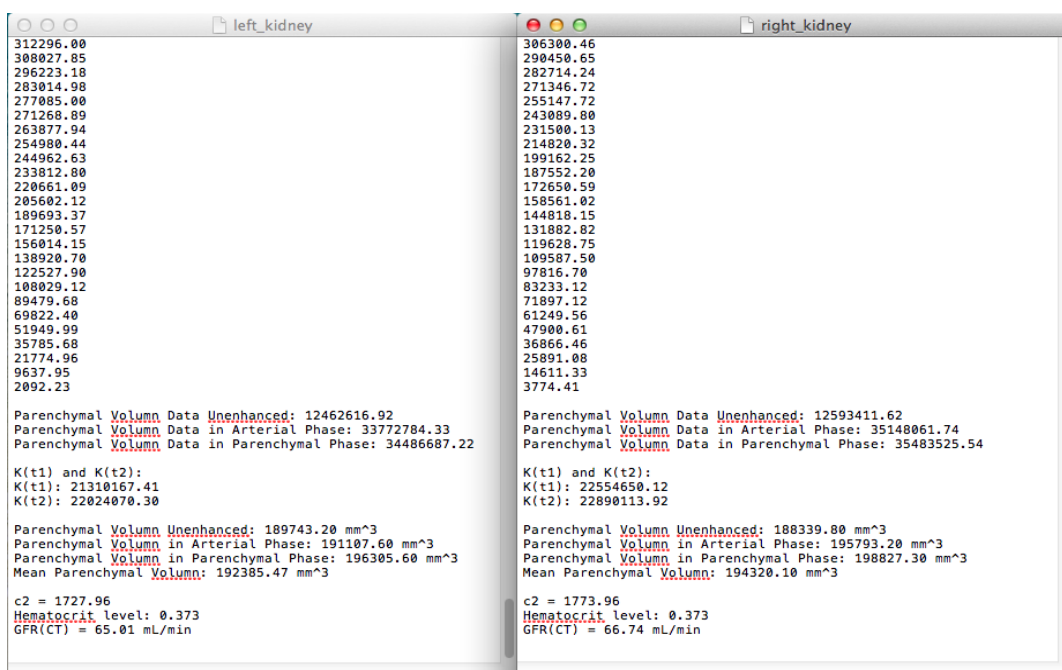 left_kidney
312296.00
308027.85
296223.18
283014.98
277085.00
271268.89
263877.94
254980.44
244962.63
233812.80
220661.09
205602.12
189693.37
171250.57
156014.15
138920.70
122527.90
108029.12
89479.68
69822.40
51949.99
35785.68
21774.96
9637.95
2092.23
Parenchymal Volumn Data Unenhanced: 12462616.92
Parenchymal Volumn Data in Arterial Phase: 33772784.33
Parenchymal Volumn Data in Parenchymal Phase: 34486687.22
K(t1) and K(t2):
K(t1): 21310167.41
K(t2): 22024070.30
Parenchymal Volumn Unenhanced: 189743.20 mm^3
Parenchymal Volumn in Arterial Phase: 191107.60 mm^3
Parenchymal Volumn in Parenchymal Phase: 196305.60 mm^3
Mean Parenchymal Volumn: 192385.47 mm^3
c2 = 1727.96
Hematocrit level: 0.373
GFR(CT) = 65.01 mL/min
right_kidney
306300.46
290450.65
282714.24
271346.72
255147.72
243089.80
231500.13
214820.32
199162.25
187552.20
172650.59
158561.02
144818.15
131882.82
119628.75
109587.50
97816.70
83233.12
71897.12
61249.56
47900.61
36866.46
25891.08
14611.33
3774.41
Parenchymal Volumn Data Unenhanced: 12593411.62
Parenchymal Volumn Data in Arterial Phase: 35148061.74
Parenchymal Volumn Data in Parenchymal Phase: 35483525.54
K(t1) and K(t2):
K(t1): 22554650.12
K(t2): 22890113.92
Parenchymal Volumn Unenhanced: 188339.80 mm^3
Parenchymal Volumn in Arterial Phase: 195793.20 mm^3
Parenchymal Volumn in Parenchymal Phase: 198827.30 mm^3
Mean Parenchymal Volumn: 194320.10 mm^3
c2 = 1773.96
Hematocrit level: 0.373
GFR(CT) = 66.74 mL/min